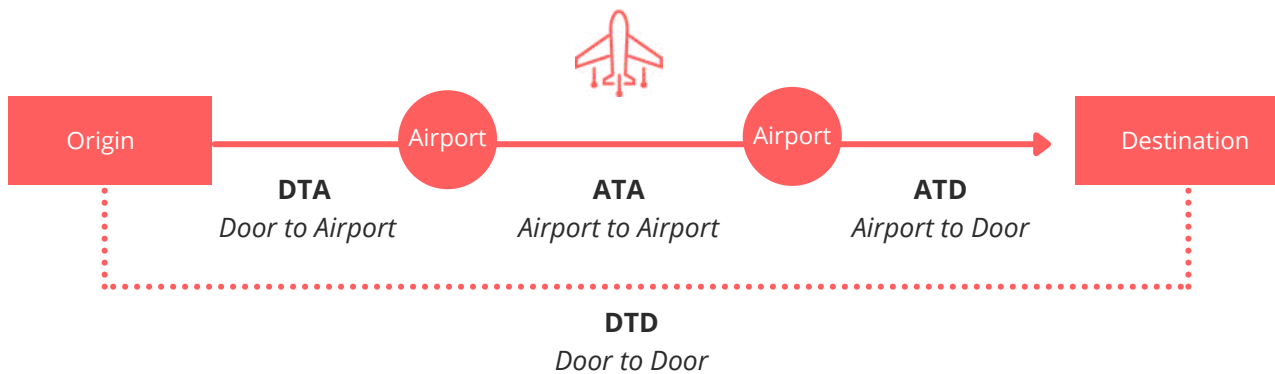 Origin
Airport
Airport
Destination
DTA
Door to Airport
ATA
Airport to Airport
ATD
Airport to Door
DTD
Door to Door